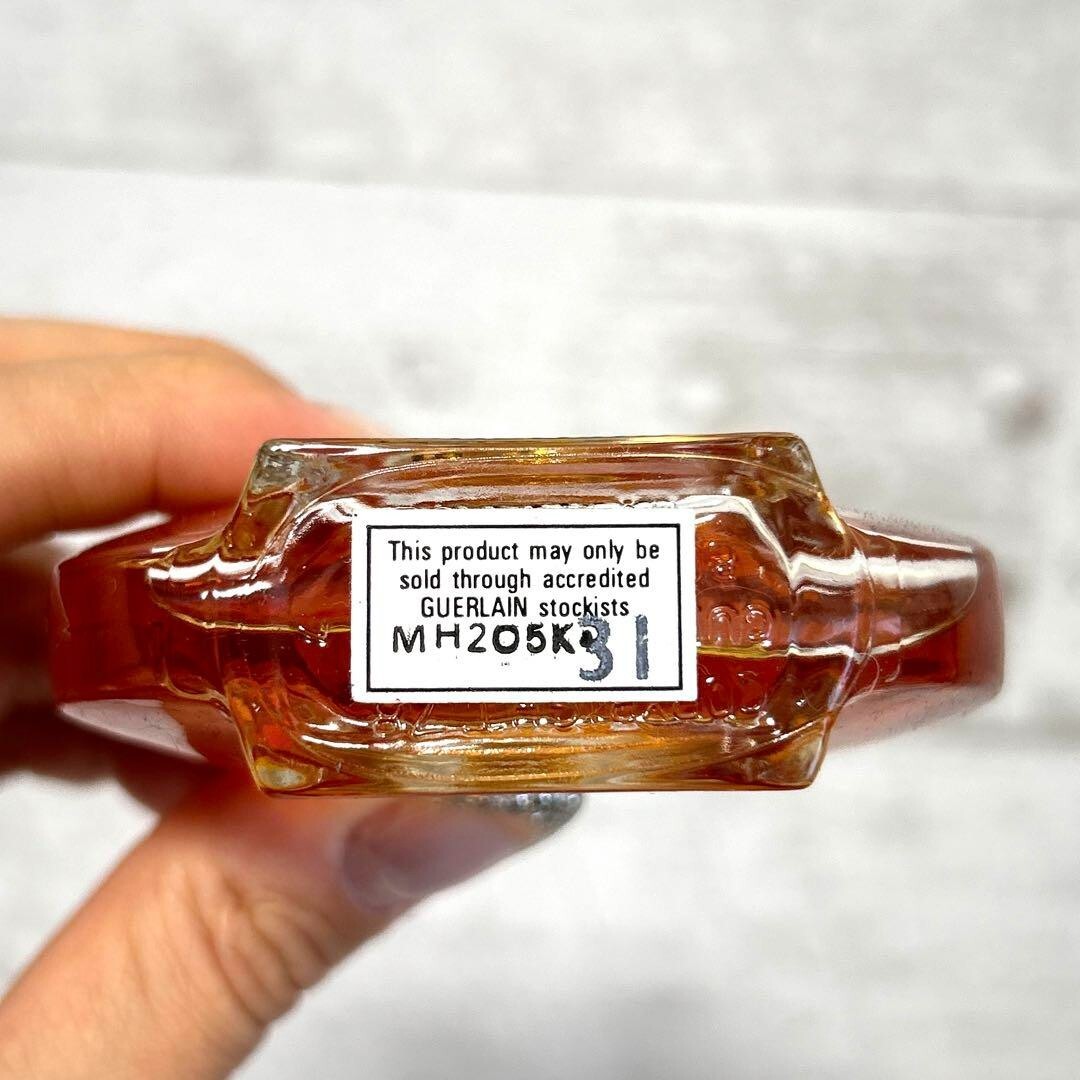 This product may only be
sold through accredited
GUERLAIN stockists
MH205K
31